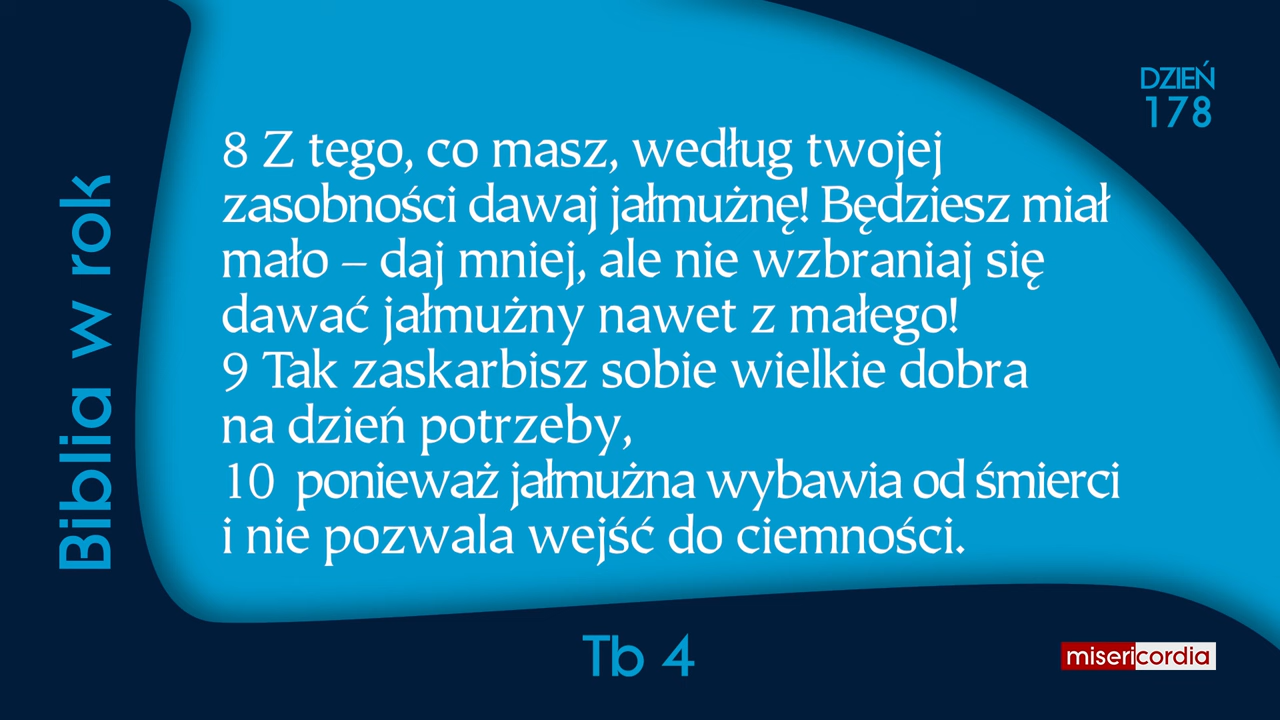 DZIEŃ
178
8 Z tego, co masz, według twojej
zasobności dawaj jałmużnę! Będziesz miał
mało – daj mniej, ale nie wzbraniaj się
dawać jałmużny nawet z małego!
9 Tak zaskarbisz sobie wielkie dobra
na dzień potrzeby,
10 ponieważ jałmużna wybawia od śmierci
i nie pozwala wejść do ciemności.
Biblia w rok
Tb 4
misericordia